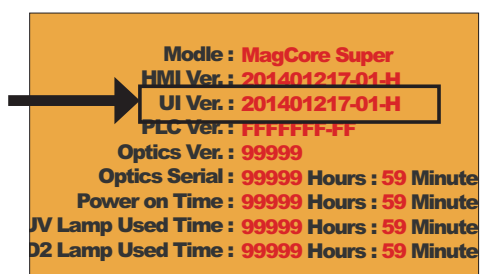 Modle : MagCore Super
HMI Ver. : 201401217-01-H
UI Ver. : 201401217-01-H
PLC Ver. : FFFFFFF-FF
Optics Ver. : 99999
Optics Serial : 99999 Hours : 59 Minute
Power on Time : 99999 Hours : 59 Minute
UV Lamp Used Time : 99999 Hours : 59 Minute
D2 Lamp Used Time : 99999 Hours : 59 Minute